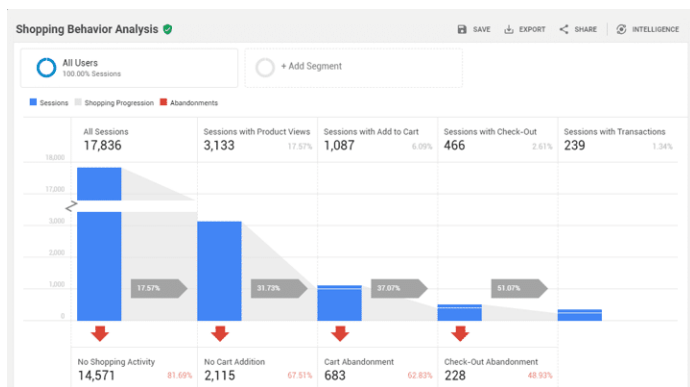 Shopping Behavior Analysis
SAVE EXPORT SHARE INTELLIGENCE
All Users
100.00% Sessions
+ Add Segment
Sessions Shopping Progression Abandonments
All Sessions
17,836
Sessions with Product Views
3,133 17.57%
Sessions with Add to Cart
1,087 6.09%
Sessions with Check-Out
466 2.61%
Sessions with Transactions
239 1.34%
18,000
17,000
3,000
2,000
1,000
0
17.57% 31.73% 37.07% 51.07%
No Shopping Activity
14,571 81.69%
No Cart Addition
2,115 67.51%
Cart Abandonment
683 62.83%
Check-Out Abandonment
228 48.93%